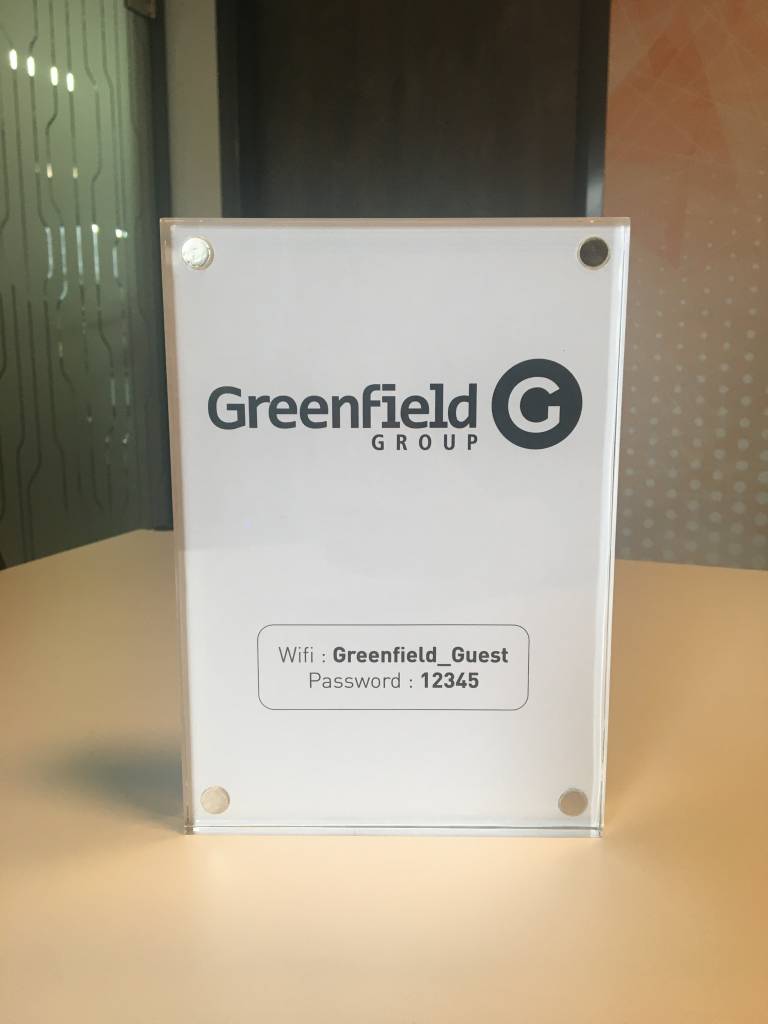 Greenfield G
GROUP
Wifi : Greenfield_Guest
Password : 12345